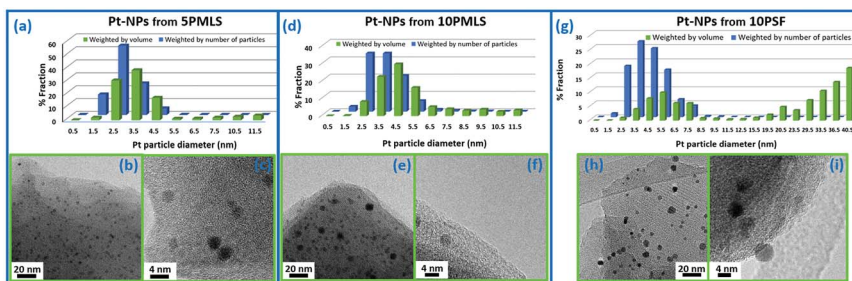 (a)
Pt-NPs from 5PMLS
Weighted by volume
Weighted by number of particles
% Fraction
60
50
40
30
20
10
0
0.5 1.5 2.5 3.5 4.5 5.5 6.5 7.5 10.5 11.5
Pt particle diameter (nm)
(b)
20 nm
(c)
4 nm
(d)
Pt-NPs from 10PMLS
Weighted by volume
Weighted by number of particles
% Fraction
40
30
20
10
0
0.5 1.5 2.5 3.5 4.5 5.5 6.5 7.5 8.5 9.5 10.5 11.5
Pt particle diameter (nm)
(e)
20 nm
(f)
4 nm
(g)
Pt-NPs from 10PSF
Weighted by volume
Weighted by number of particles
% Fraction
30
25
20
15
10
5
0
0.5 1.5 2.5 3.5 4.5 5.5 6.5 7.5 8.5 9.5 11.5 12.5 15.5 19.5 20.5 23.5 29.5 33.5 36.5 40.5
Pt particle diameter (nm)
(h)
20 nm
(i)
4 nm